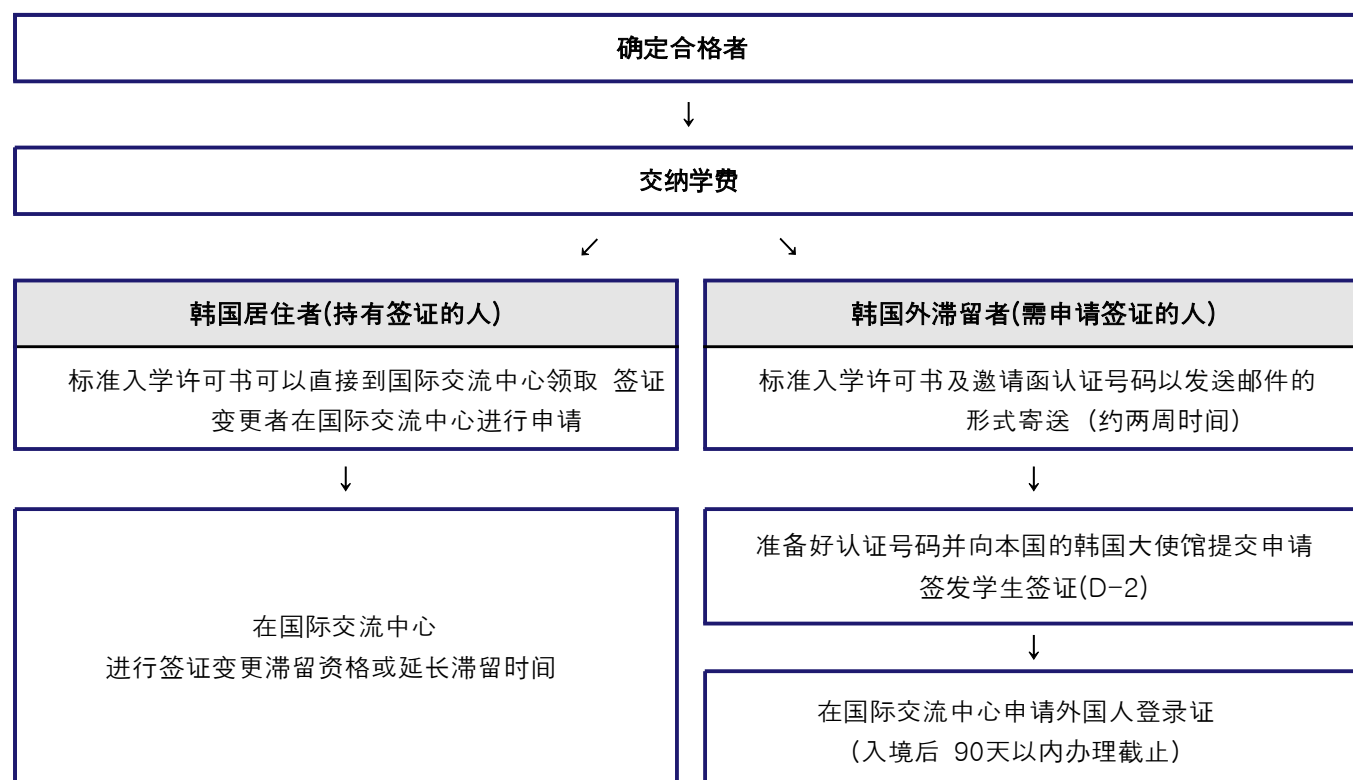 确定合格者
↓
交纳学费
↙ ↘
韩国居住者(持有签证的人)
标准入学许可书可以直接到国际交流中心领取 签证
变更者在国际交流中心进行申请
↓
在国际交流中心
进行签证变更滞留资格或延长滞留时间
韩国外滞留者(需申请签证的人)
标准入学许可书及邀请函认证号码以发送邮件的
形式寄送 (约两周时间)
↓
准备好认证号码并向本国的韩国大使馆提交申请
签发学生签证(D-2)
↓
在国际交流中心申请外国人登录证
(入境后 90天以内办理截止)